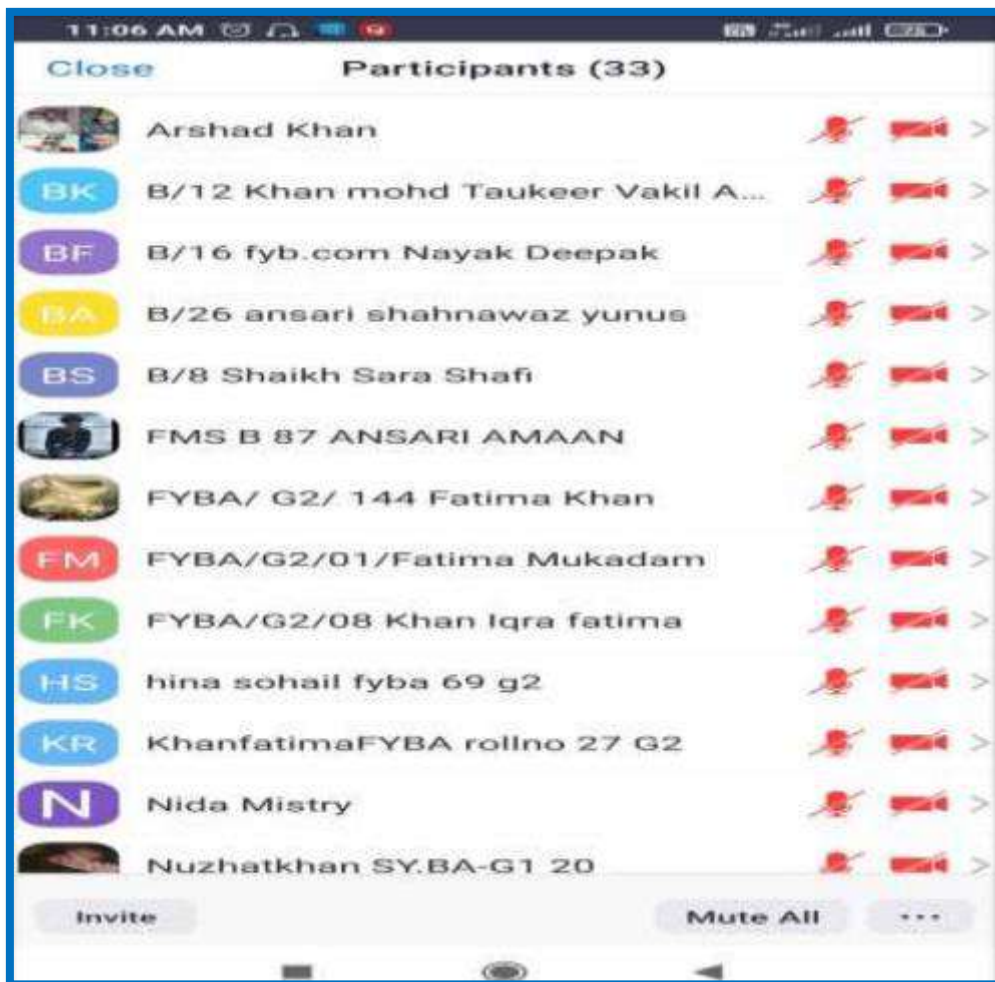 11:06 AM
Close Participants (33)
Arshad Khan
BK B/12 Khan mohd Taukeer Vakil A...
BF B/16 fyb.com Nayak Deepak
BA B/26 ansari shahnawaz yunus
BS B/8 Shaikh Sara Shafi
FMS B 87 ANSARI AMAAN
FYBA/ G2/ 144 Fatima Khan
FM FYBA/G2/01/Fatima Mukadam
FK FYBA/G2/08 Khan Iqra fatima
HS hina sohail fyba 69 g2
KR KhanfatimaFYBA rollno 27 G2
N Nida Mistry
Nuzhatkhan SY.BA-G1 20
Invite Mute All ...